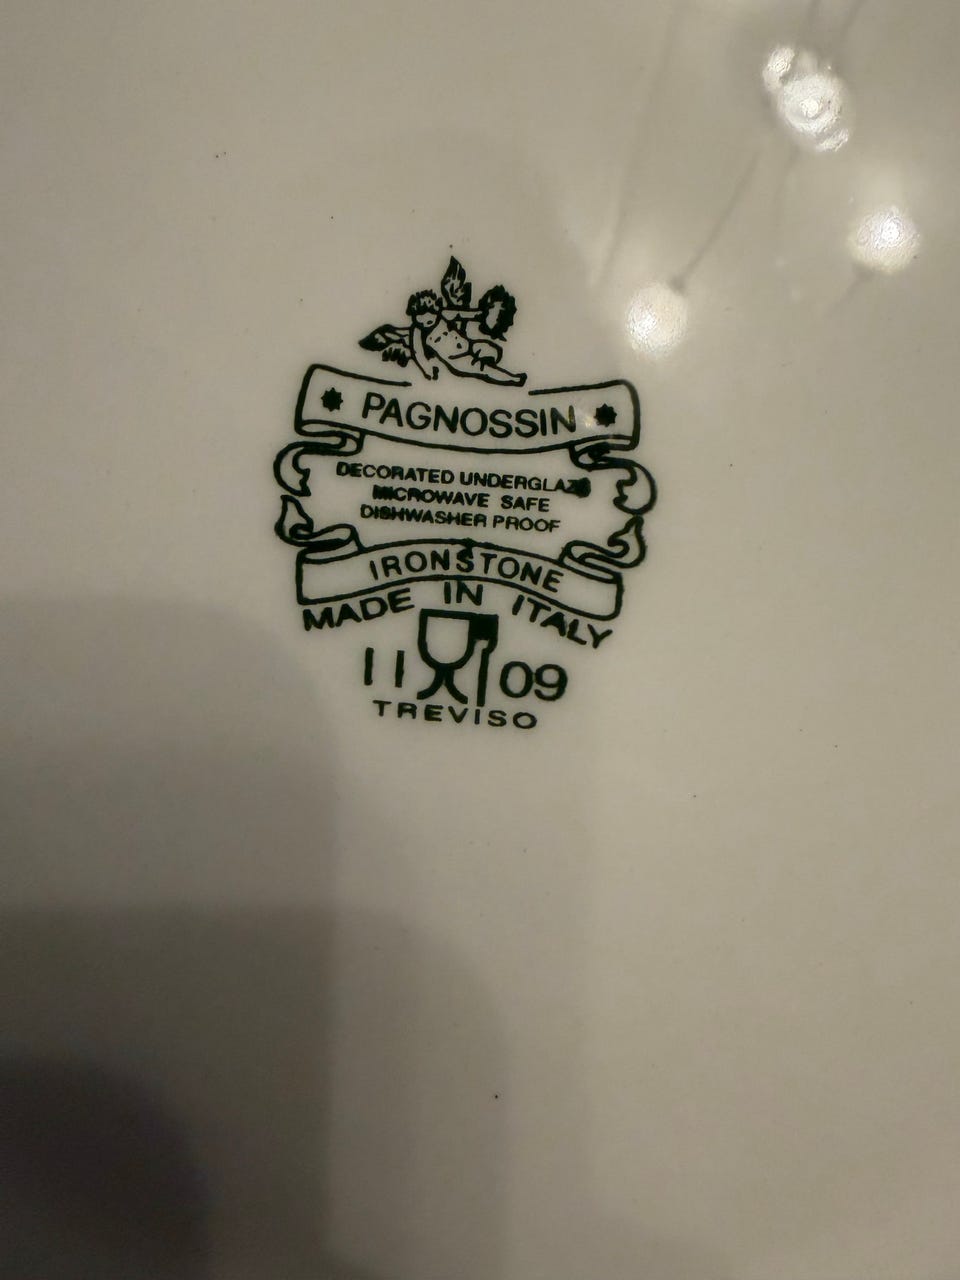 PAGNOSSIN
DECORATED UNDERGLAZE
MICROWAVE SAFE
DISHWASHER PROOF
IRONSTONE
MADE IN ITALY
11 09
TREVISO